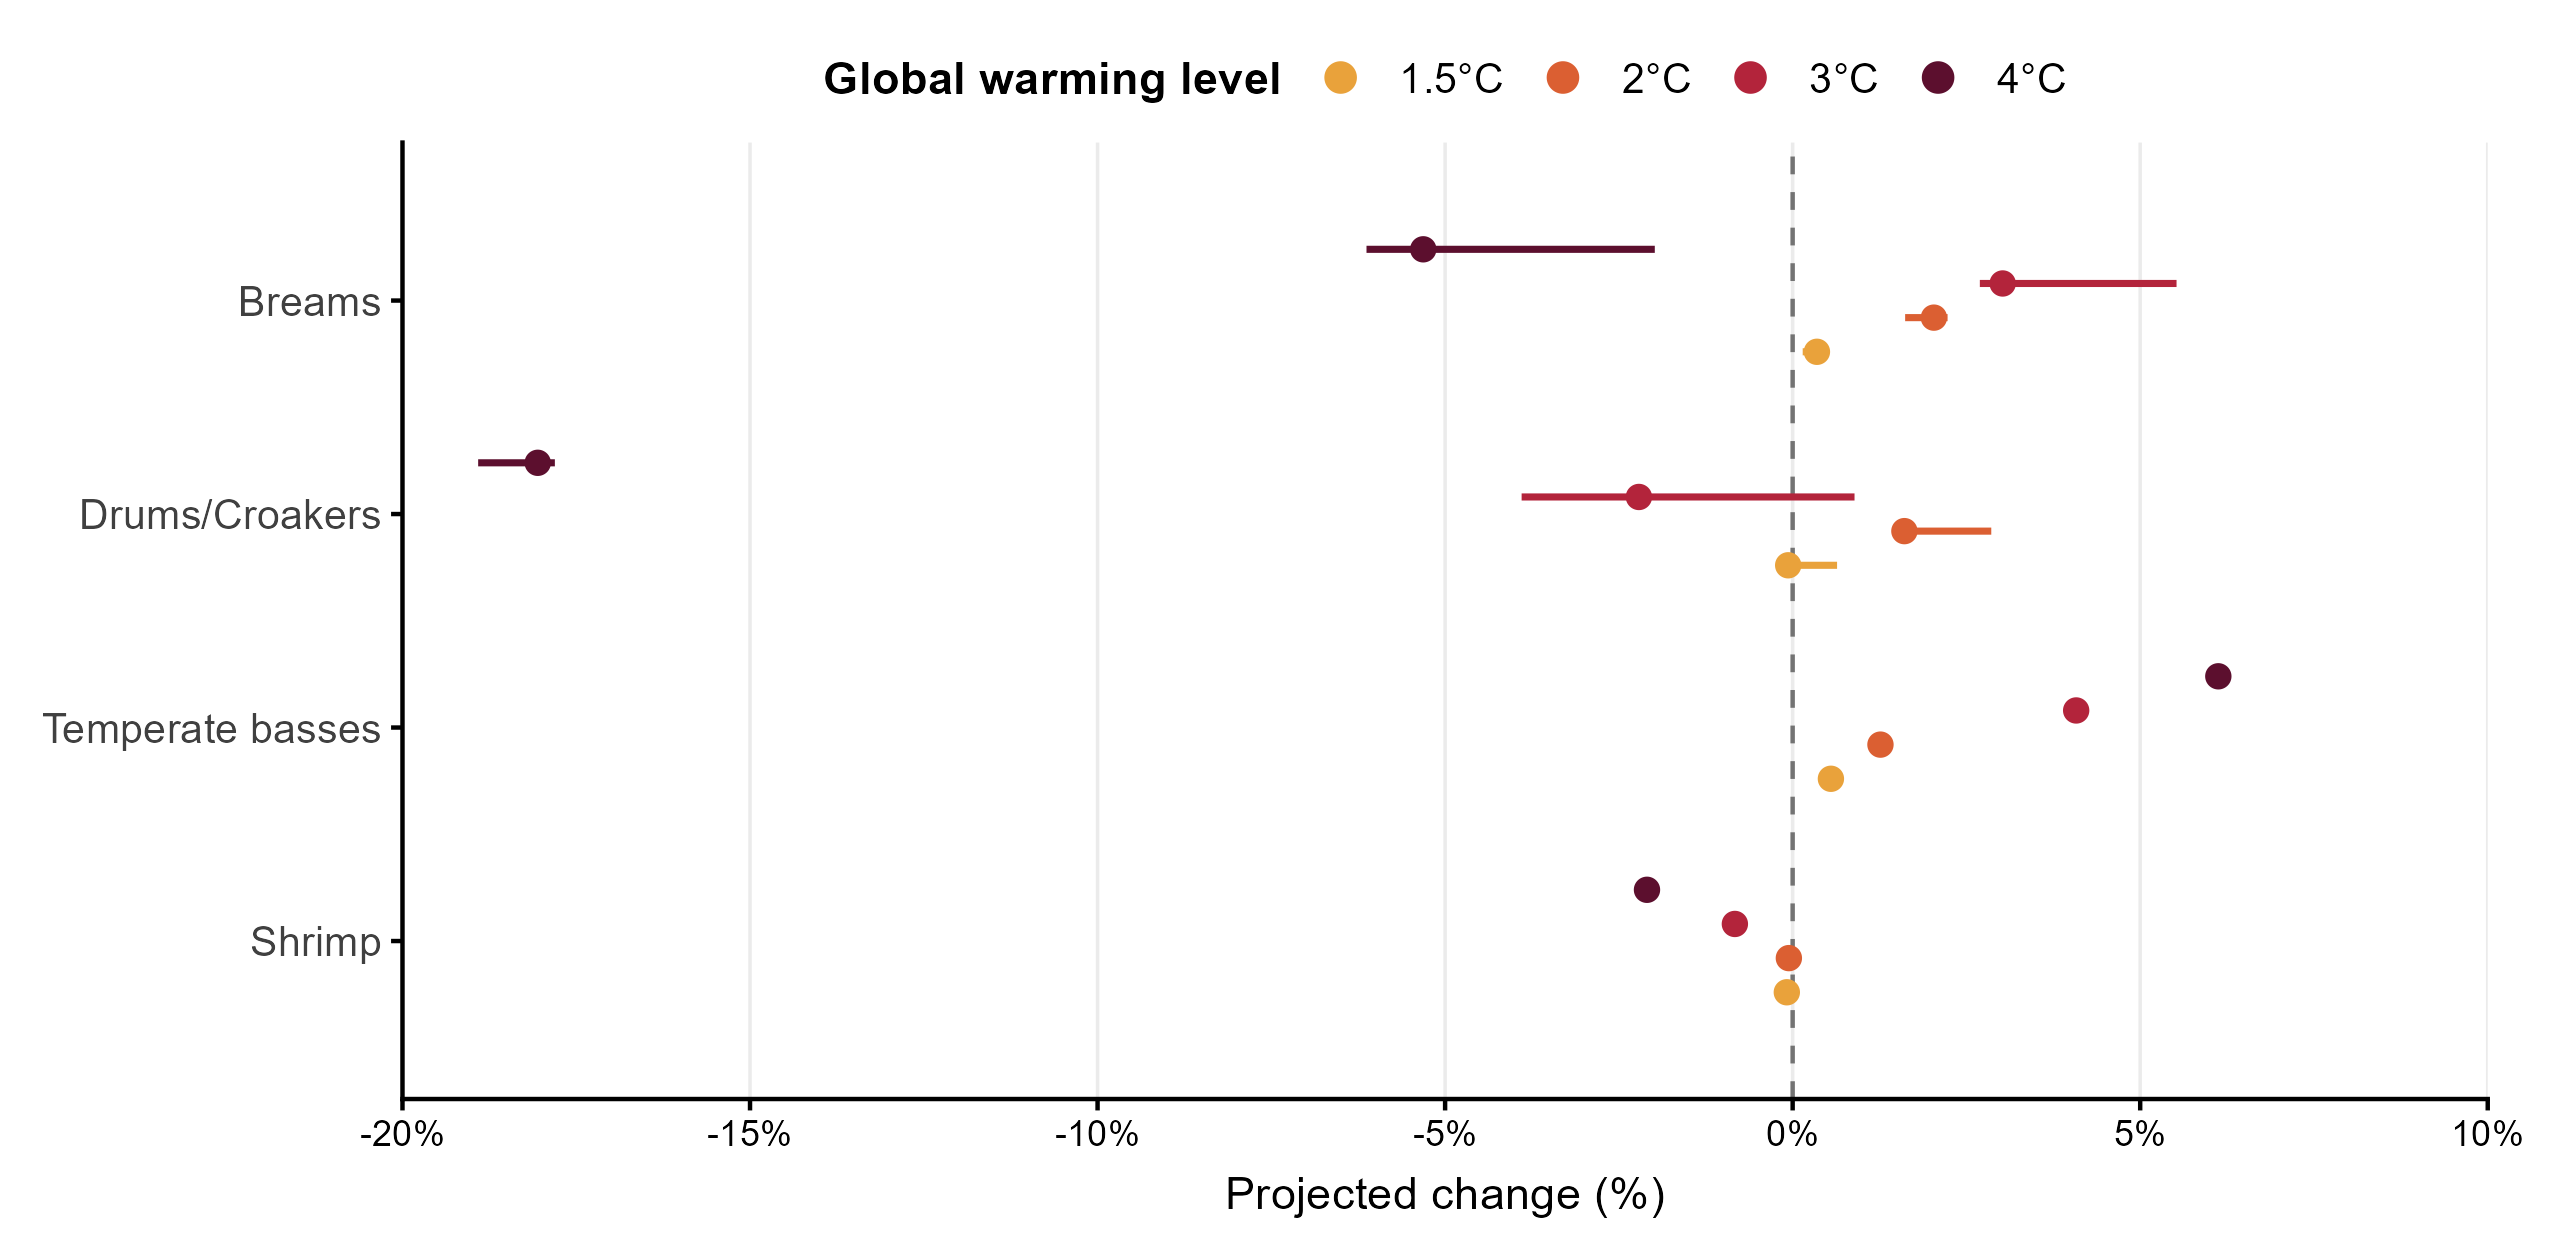 Global warming level 1.5°C 2°C 3°C 4°C
Breams
Drums/Croakers
Temperate basses
Shrimp
-20% -15% -10% -5% 0% 5% 10%
Projected change (%)